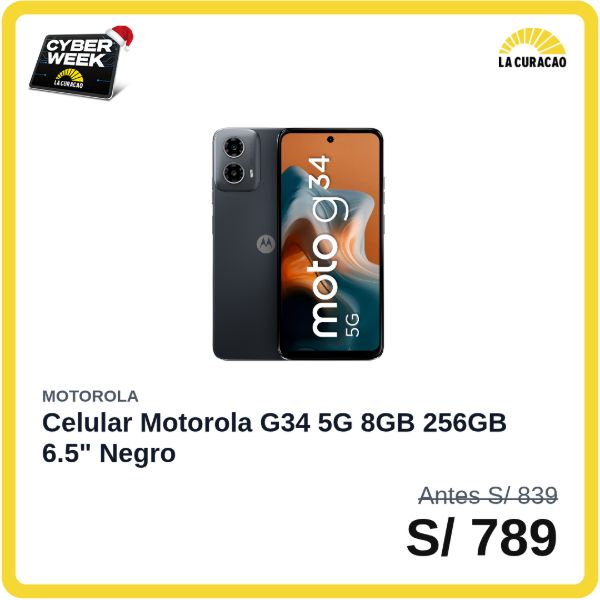 CYBER
WEEK
LA CURACAO
LA CURACAO
moto g34
5G
MOTOROLA
Celular Motorola G34 5G 8GB 256GB
6.5" Negro
Antes S/ 839
S/ 789